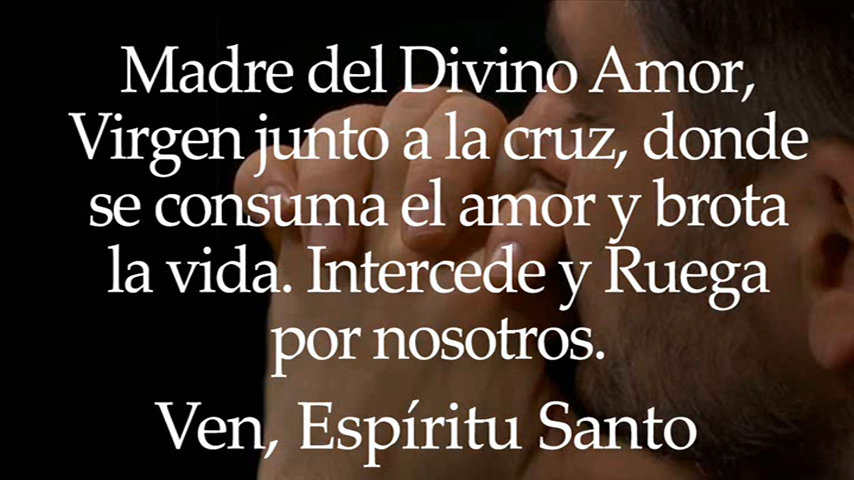 Madre del Divino Amor,
Virgen junto a la cruz, donde
se consuma el amor y brota
la vida. Intercede y Ruega
por nosotros.
Ven, Espíritu Santo